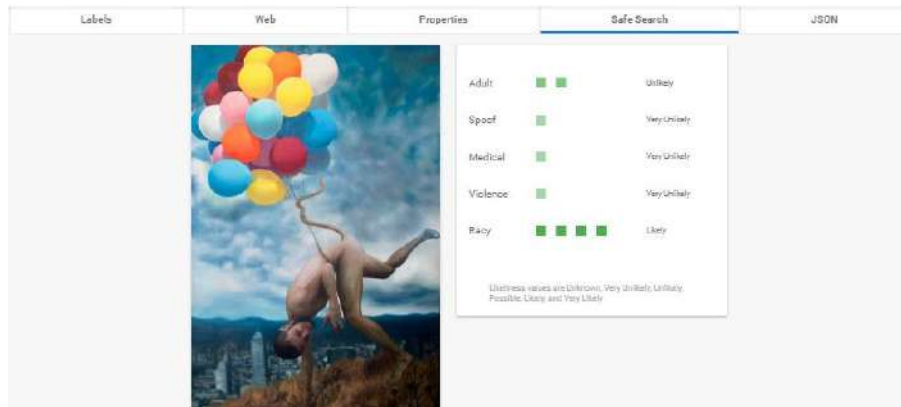 Labels Web Properties Safe Search JSON
Adult Unlikely
Spoof Very Unlikely
Medical Very Unlikely
Violence Very Unlikely
Racy Likely
Likeliness values are Unknown, Very Unlikely, Unlikely,
Possible, Likely, and Very Likely